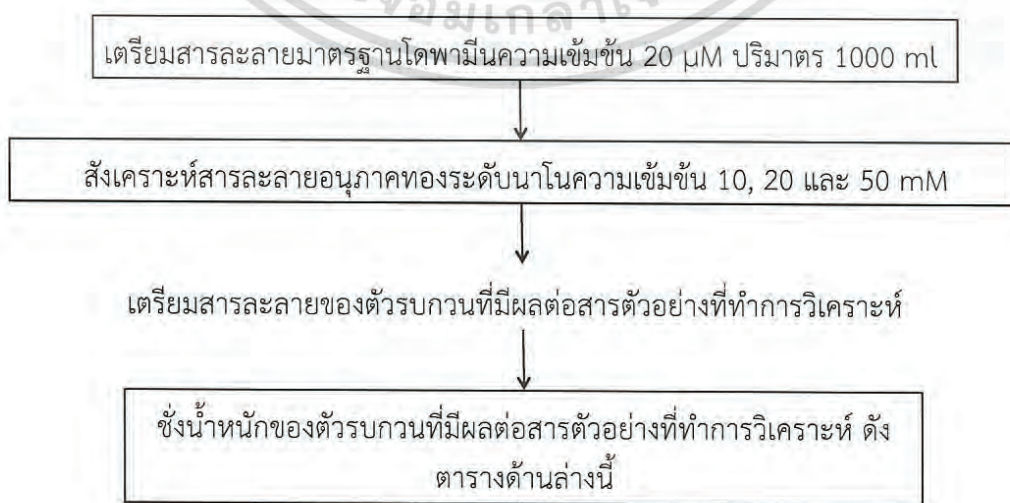 เตรียมสารละลายมาตรฐานโดพามีนความเข้มข้น 20 µM ปริมาตร 1000 ml
สังเคราะห์สารละลายอนุภาคทองระดับนาโนความเข้มข้น 10, 20 และ 50 mM
เตรียมสารละลายของตัวรบกวนที่มีผลต่อสารตัวอย่างที่ทำการวิเคราะห์
ชั่งน้ำหนักของตัวรบกวนที่มีผลต่อสารตัวอย่างที่ทำการวิเคราะห์ ดัง
ตารางด้านล่างนี้